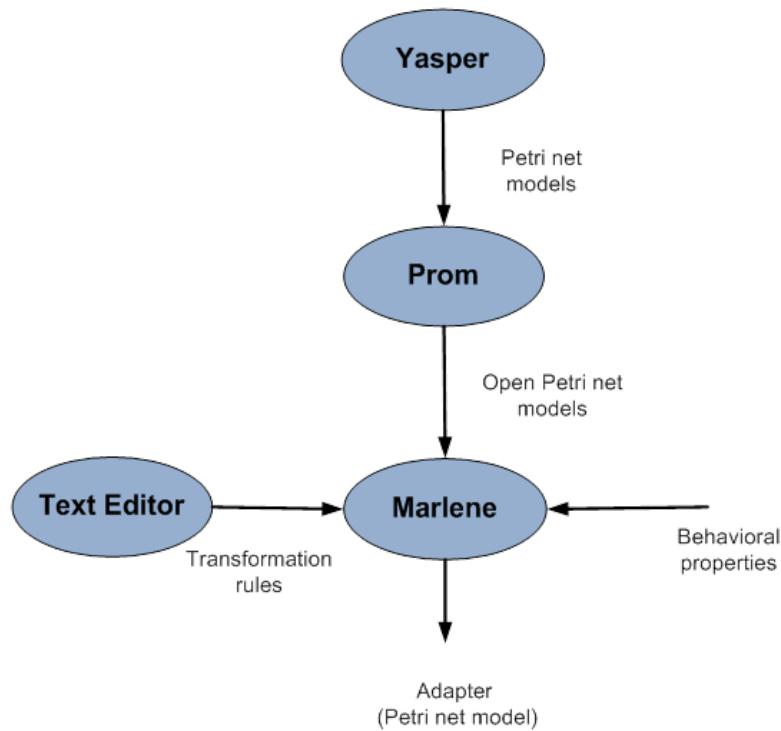 Yasper
Petri net
models
Prom
Open Petri net
models
Text Editor
Marlene
Transformation
rules
Behavioral
properties
Adapter
(Petri net model)